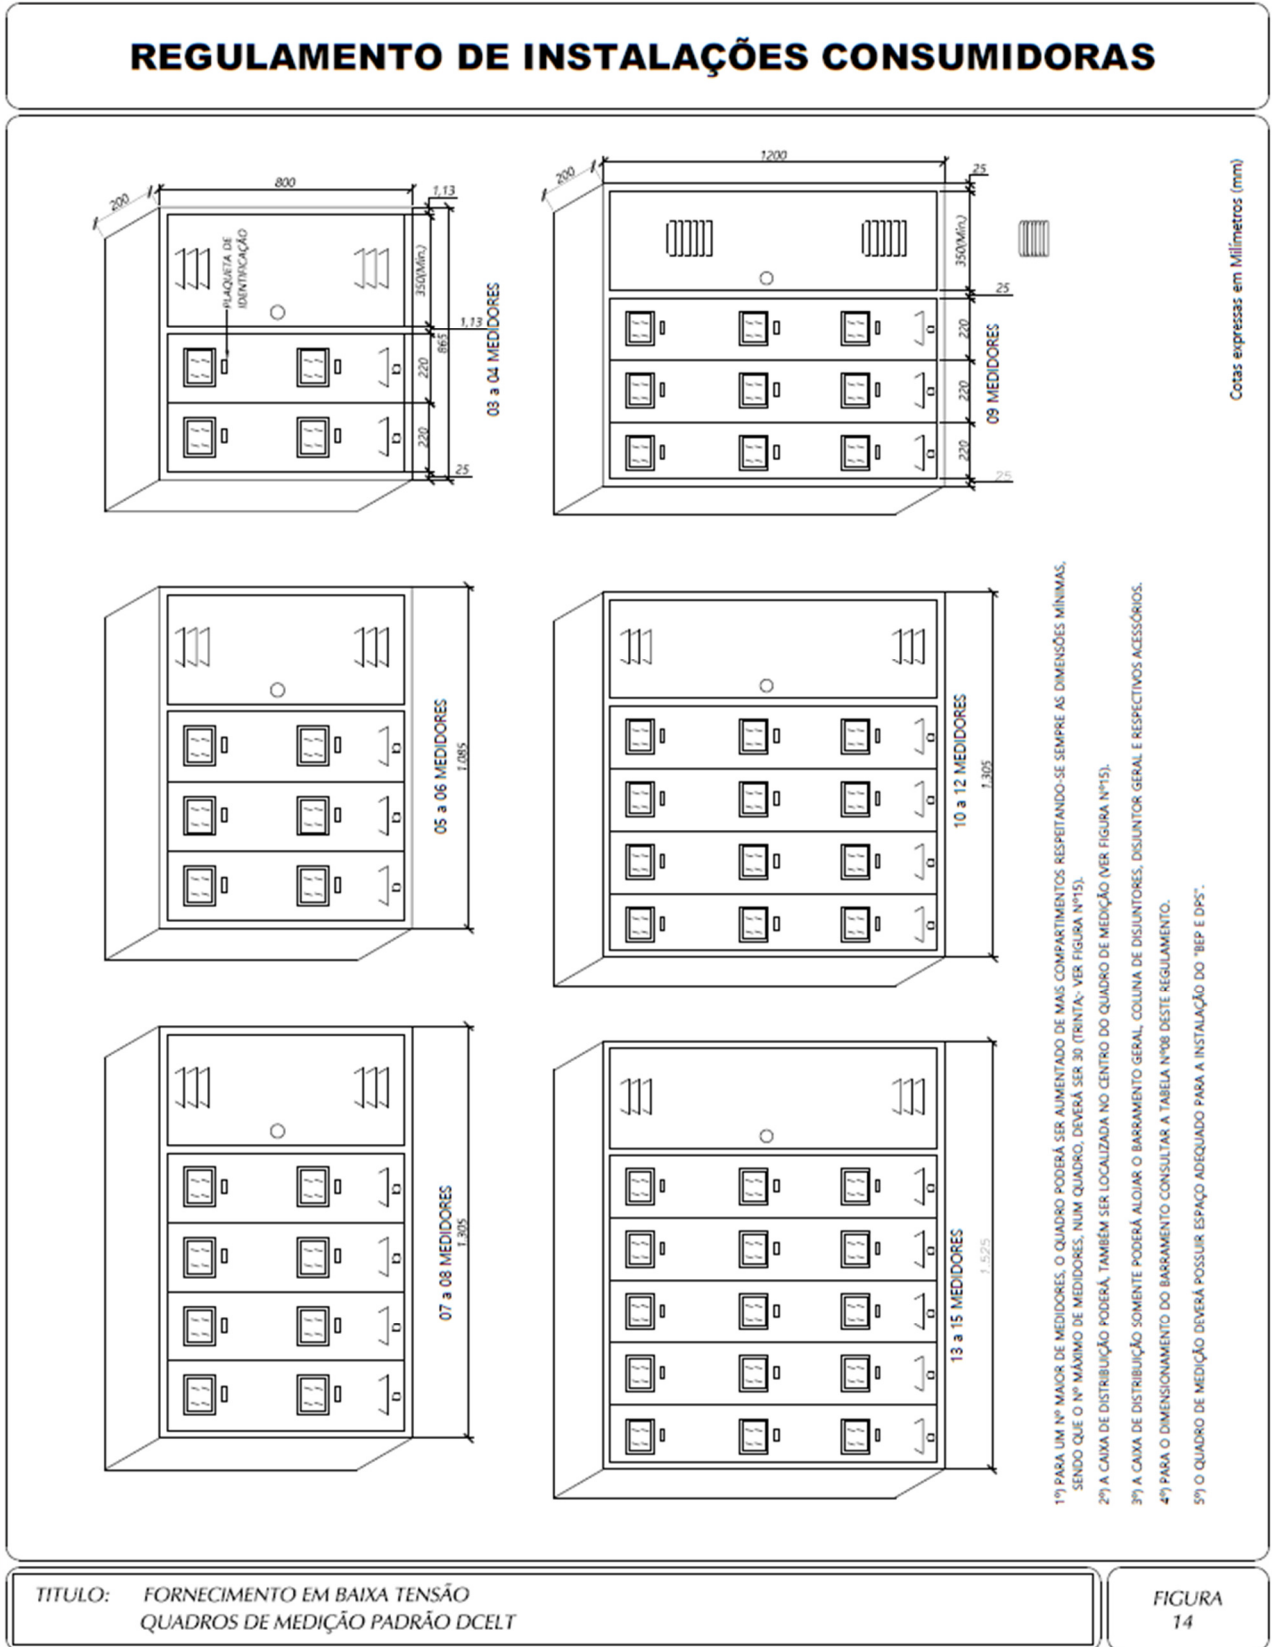 REGULAMENTO DE INSTALAÇÕES CONSUMIDORAS
200
800
1,13
PLAQUETA DE
IDENTIFICAÇÃO
350(Mín.)
1,13
865
220
220
25
03 a 04 MEDIDORES
200
1200
25
350(Mín.)
25
220
220
220
25
09 MEDIDORES
Cotas expressas em Milímetros (mm)
05 a 06 MEDIDORES
1.085
10 a 12 MEDIDORES
1.305
07 a 08 MEDIDORES
1.305
13 a 15 MEDIDORES
1.525
1º) PARA UM Nº MAIOR DE MEDIDORES, O QUADRO PODERÁ SER AUMENTADO DE MAIS COMPARTIMENTOS RESPEITANDO-SE SEMPRE AS DIMENSÕES MÍNIMAS,
SENDO QUE O Nº MÁXIMO DE MEDIDORES, NUM QUADRO, DEVERÁ SER 30 (TRINTA;- VER FIGURA Nº15).
2º) A CAIXA DE DISTRIBUIÇÃO PODERÁ, TAMBÉM SER LOCALIZADA NO CENTRO DO QUADRO DE MEDIÇÃO (VER FIGURA Nº15).
3º) A CAIXA DE DISTRIBUIÇÃO SOMENTE PODERÁ ALOJAR O BARRAMENTO GERAL, COLUNA DE DISJUNTORES, DISJUNTOR GERAL E RESPECTIVOS ACESSÓRIOS.
4º) PARA O DIMENSIONAMENTO DO BARRAMENTO CONSULTAR A TABELA Nº08 DESTE REGULAMENTO.
5º) O QUADRO DE MEDIÇÃO DEVERÁ POSSUIR ESPAÇO ADEQUADO PARA A INSTALAÇÃO DO "BEP E DPS".
TITULO: FORNECIMENTO EM BAIXA TENSÃO
QUADROS DE MEDIÇÃO PADRÃO DCELT
FIGURA
14